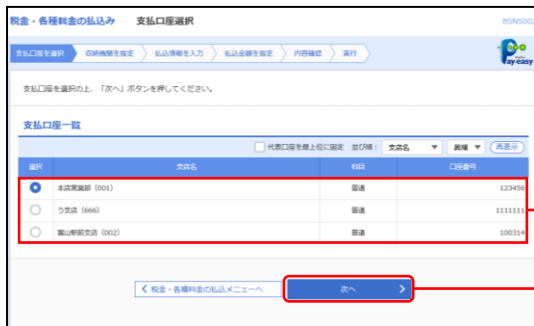 税金・各種料金の払込み 支払口座選択 BSNS002
支払口座を選択 収納機関を指定 払込情報を入力 払込金額を指定 内容確認 実行
Pay-easy
支払口座を選択の上、「次へ」ボタンを押してください。
支払口座一覧
代表口座を最上位に固定 並び順: 支店名 ▼ 昇順 ▼ 再表示
選択 支店名 科目 口座番号
本店営業部 (001) 普通 123456
う支店 (666) 普通 1111111
富山駅前支店 (002) 普通 100314
税金・各種料金の払込メニューへ 次へ